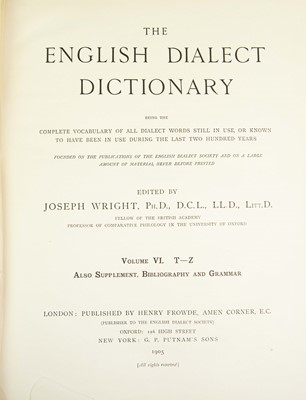 THE
ENGLISH DIALECT
DICTIONARY
BEING THE
COMPLETE VOCABULARY OF ALL DIALECT WORDS STILL IN USE, OR KNOWN
TO HAVE BEEN IN USE DURING THE LAST TWO HUNDRED YEARS
FOUNDED ON THE PUBLICATIONS OF THE ENGLISH DIALECT SOCIETY AND ON A LARGE
AMOUNT OF MATERIAL NEVER BEFORE PRINTED
EDITED BY
JOSEPH WRIGHT, PH.D., D.C.L., LL.D., LITT.D.
FELLOW OF THE BRITISH ACADEMY
PROFESSOR OF COMPARATIVE PHILOLOGY IN THE UNIVERSITY OF OXFORD
VOLUME VI. T—Z
ALSO SUPPLEMENT, BIBLIOGRAPHY AND GRAMMAR
LONDON: PUBLISHED BY HENRY FROWDE, AMEN CORNER, E.C.
(PUBLISHER TO THE ENGLISH DIALECT SOCIETY)
OXFORD: 116 HIGH STREET
NEW YORK: G. P. PUTNAM'S SONS
1905
[All rights reserved]